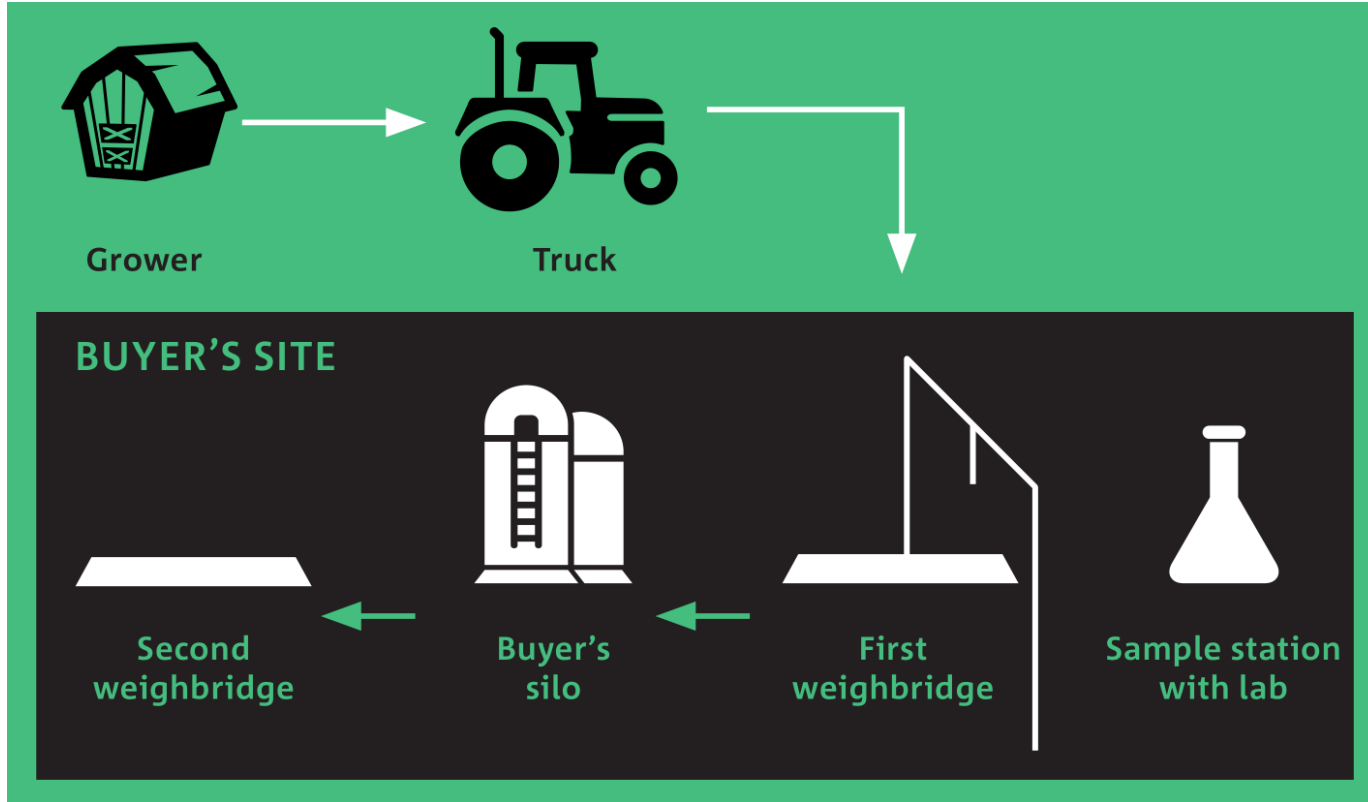 Grower
Truck
BUYER’S SITE
Second
weighbridge
Buyer’s
silo
First
weighbridge
Sample station
with lab